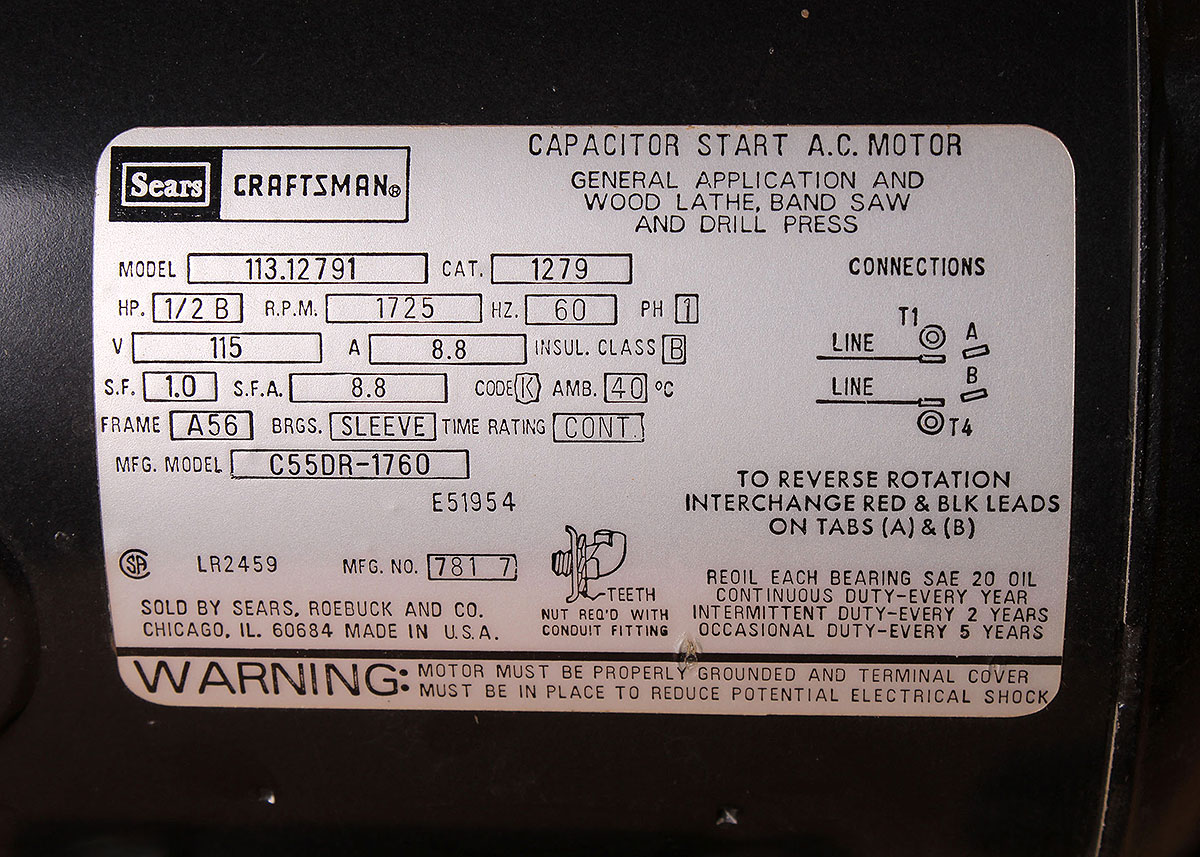 Sears CRAFTSMAN®
CAPACITOR START A.C. MOTOR
GENERAL APPLICATION AND
WOOD LATHE, BAND SAW
AND DRILL PRESS
MODEL 113.12791 CAT. 1279
HP. 1/2 B R.P.M. 1725 HZ. 60 PH 1
V 115 A 8.8 INSUL. CLASS B
S.F. 1.0 S.F.A. 8.8 CODE K AMB. 40 °C
FRAME A56 BRGS. SLEEVE TIME RATING CONT.
MFG. MODEL C55DR-1760
E51954
SA LR2459 MFG. NO. 781 7
SOLD BY SEARS, ROEBUCK AND CO.
CHICAGO, IL. 60684 MADE IN U.S.A.
TEETH
NUT REQ'D WITH
CONDUIT FITTING
CONNECTIONS
T1
LINE A
LINE B
T4
TO REVERSE ROTATION
INTERCHANGE RED & BLK LEADS
ON TABS (A) & (B)
REOIL EACH BEARING SAE 20 OIL
CONTINUOUS DUTY-EVERY YEAR
INTERMITTENT DUTY-EVERY 2 YEARS
OCCASIONAL DUTY-EVERY 5 YEARS
WARNING: MOTOR MUST BE PROPERLY GROUNDED AND TERMINAL COVER
MUST BE IN PLACE TO REDUCE POTENTIAL ELECTRICAL SHOCK